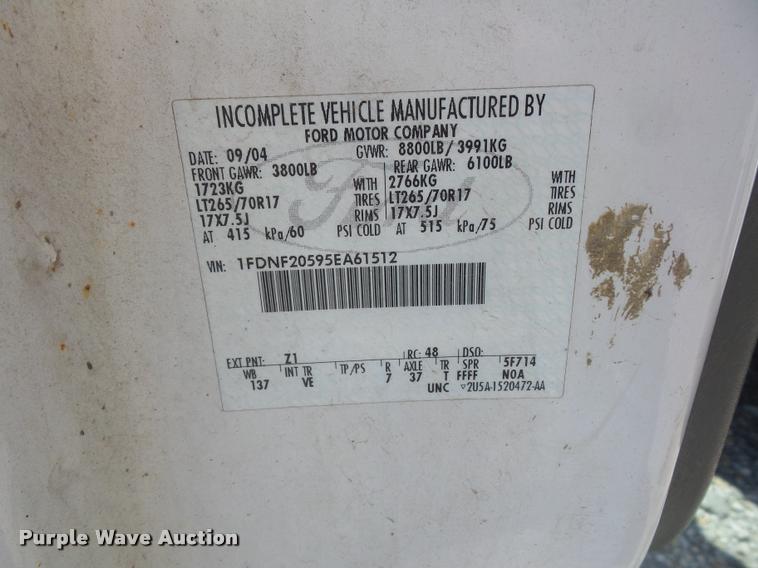 INCOMPLETE VEHICLE MANUFACTURED BY
FORD MOTOR COMPANY
DATE: 09/04 GVWR: 8800LB/3991KG
FRONT GAWR: 3800LB REAR GAWR: 6100LB
1723KG WITH 2766KG WITH
LT265/70R17 TIRES LT265/70R17 TIRES
17X7.5J RIMS 17X7.5J RIMS
AT 415 kPa/60 PSI COLD AT 515 kPa/75 PSI COLD
Ford
VIN: 1FDNF20595EA61512
EXT PNT: Z1 RC: 48 DSO:
WB INT TR TP/PS R AXLE TR SPR 5F714
137 VE 7 37 T FFFF N0A
UNC 2U5A-1520472-AA
Purple Wave Auction